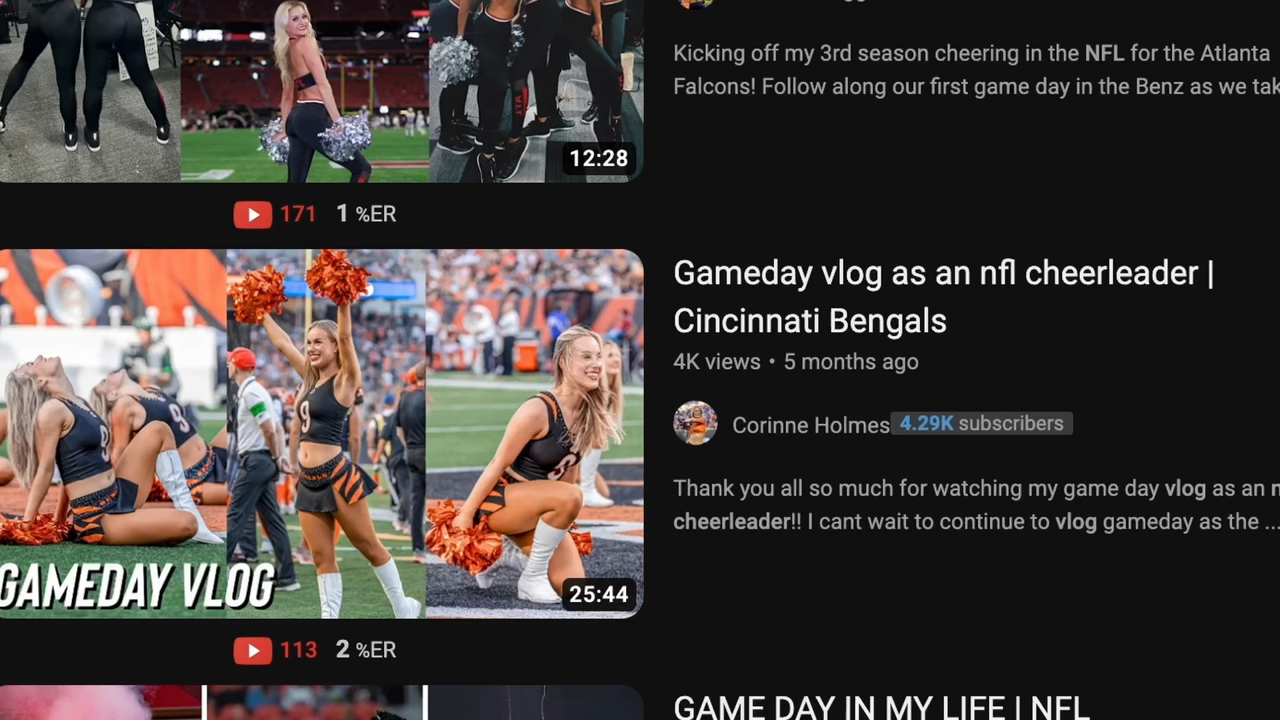 Kicking off my 3rd season cheering in the NFL for the Atlanta
Falcons! Follow along our first game day in the Benz as we tak
12:28
171 1 %ER
Gameday vlog as an nfl cheerleader |
Cincinnati Bengals
4K views • 5 months ago
Corinne Holmes 4.29K subscribers
Thank you all so much for watching my game day vlog as an n
cheerleader!! I cant wait to continue to vlog gameday as the ...
9
9
GAMEDAY VLOG
25:44
113 2 %ER
GAME DAY IN MY LIFE | NFL